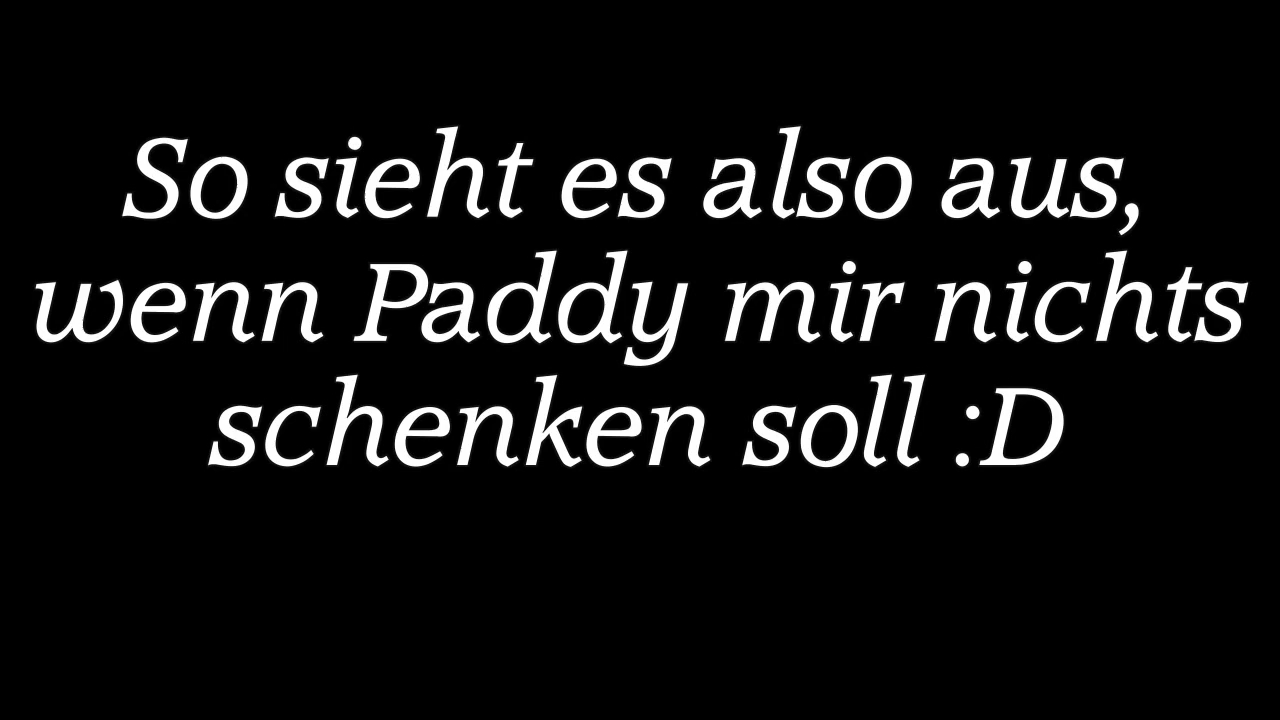 So sieht es also aus,
wenn Paddy mir nichts
schenken soll :D